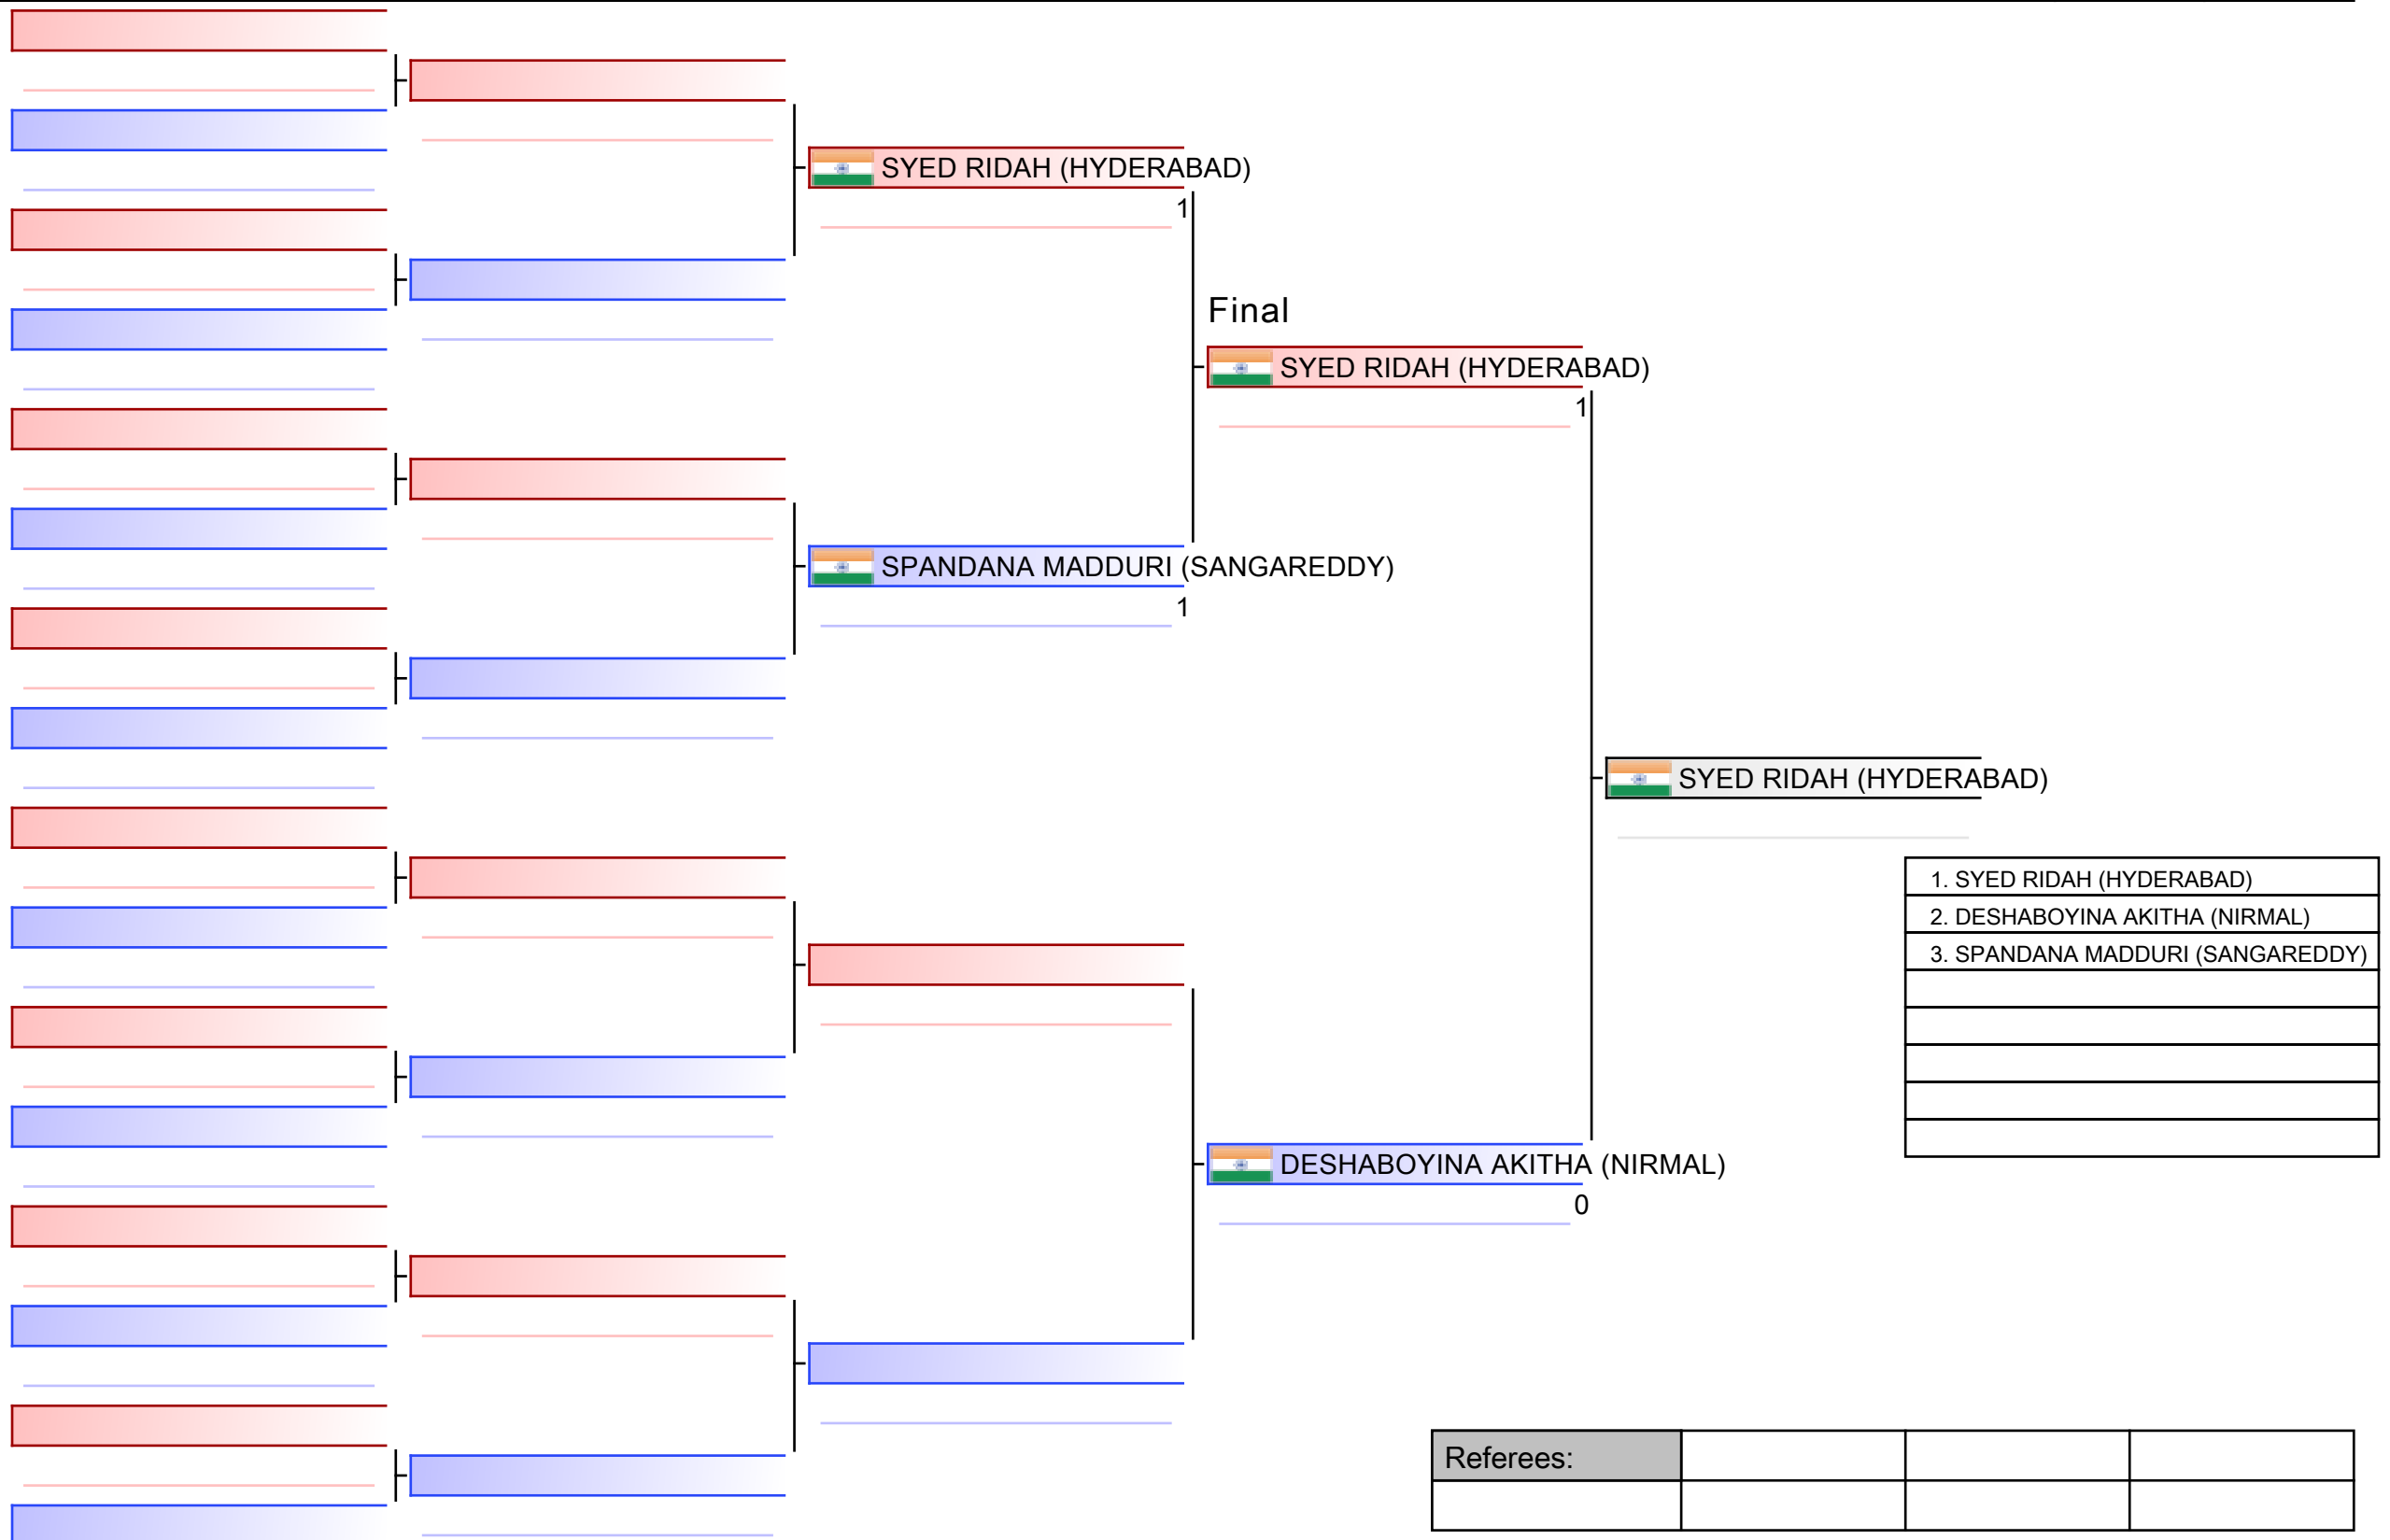 SYED RIDAH (HYDERABAD)
1
Final
SYED RIDAH (HYDERABAD)
1
SPANDANA MADDURI (SANGAREDDY)
1
SYED RIDAH (HYDERABAD)
1. SYED RIDAH (HYDERABAD)
2. DESHABOYINA AKITHA (NIRMAL)
3. SPANDANA MADDURI (SANGAREDDY)
DESHABOYINA AKITHA (NIRMAL)
0
Referees: